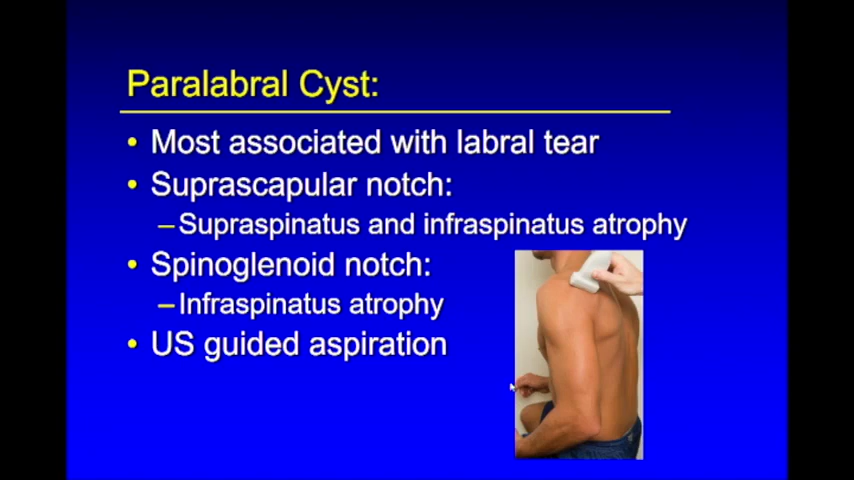 Paralabral Cyst:
• Most associated with labral tear
• Suprascapular notch:
–Supraspinatus and infraspinatus atrophy
• Spinoglenoid notch:
–Infraspinatus atrophy
• US guided aspiration